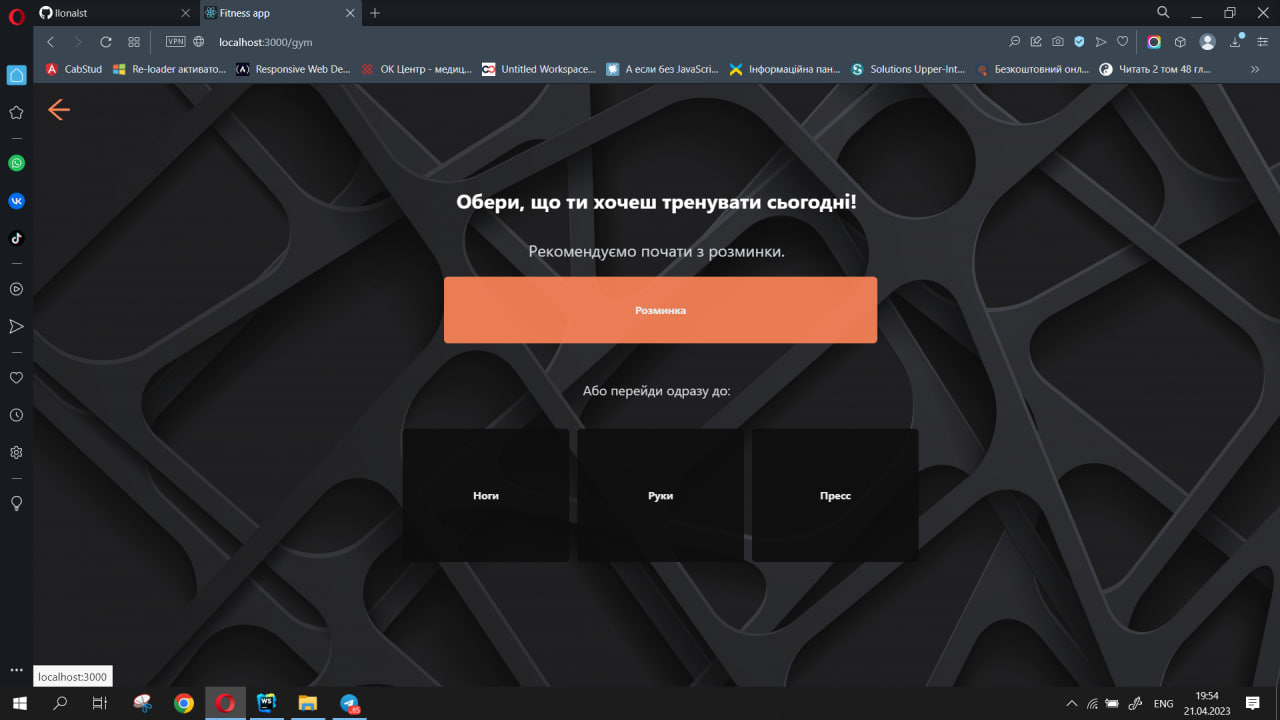 IlonaIst
Fitness app
VPN
localhost:3000/gym
CabStud
Re-loader активато...
Responsive Web De...
ОК Центр - медиц...
Untitled Workspace...
А если без JavaScri...
Інформаційна пан...
Solutions Upper-Int...
Безкоштовний онл...
Читать 2 том 48 гл...
Обери, що ти хочеш тренувати сьогодні!
Рекомендуємо почати з розминки.
Розминка
Або перейди одразу до:
Ноги
Руки
Пресс
localhost:3000
WS
ENG
19:54
21.04.2023